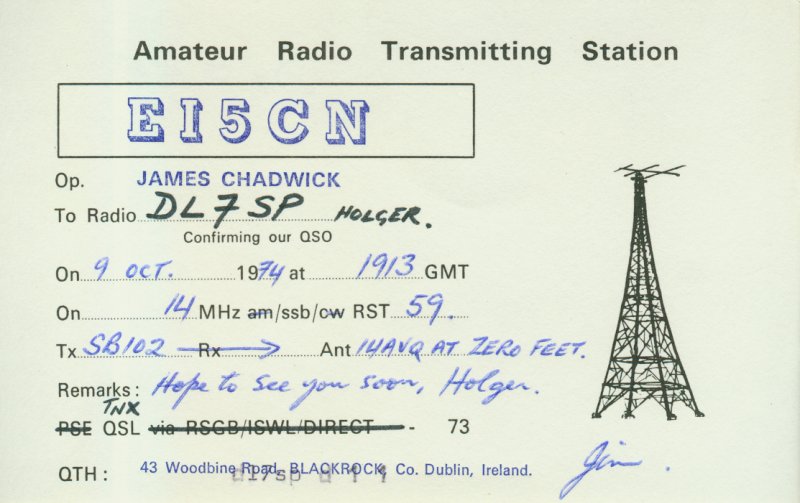 Amateur Radio Transmitting Station
EI5CN
Op. JAMES CHADWICK
To Radio DL7SP HOLGER.
Confirming our QSO
On 9 OCT. 1974 at 1913 GMT
On 14 MHz am/ssb/cw RST 59.
Tx SB102 Rx Ant 14AVQ AT ZERO FEET.
Remarks: Hope to see you soon, Holger.
TNX
PSE QSL via RSGB/ISWL/DIRECT - 73
QTH: 43 Woodbine Road, BLACKROCK, Co. Dublin, Ireland.
dl7sp
Jim.